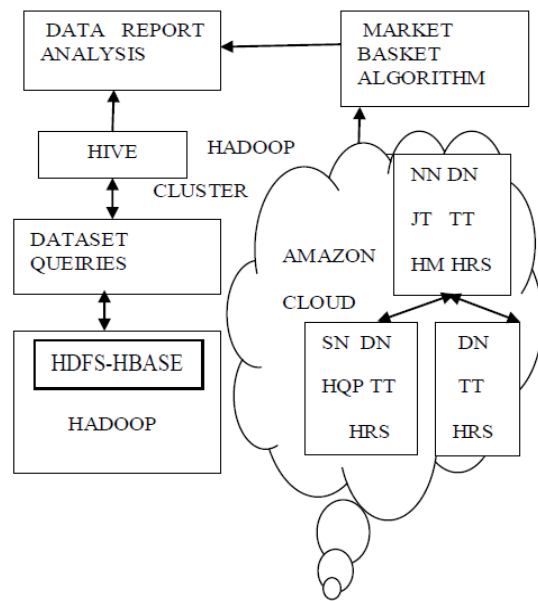 DATA REPORT
ANALYSIS
MARKET
BASKET
ALGORITHM
HIVE
HADOOP
CLUSTER
DATASET
QUEIRIES
HDFS-HBASE
HADOOP
AMAZON
CLOUD
NN DN
JT TT
HM HRS
SN DN
HQP TT
HRS
DN
TT
HRS